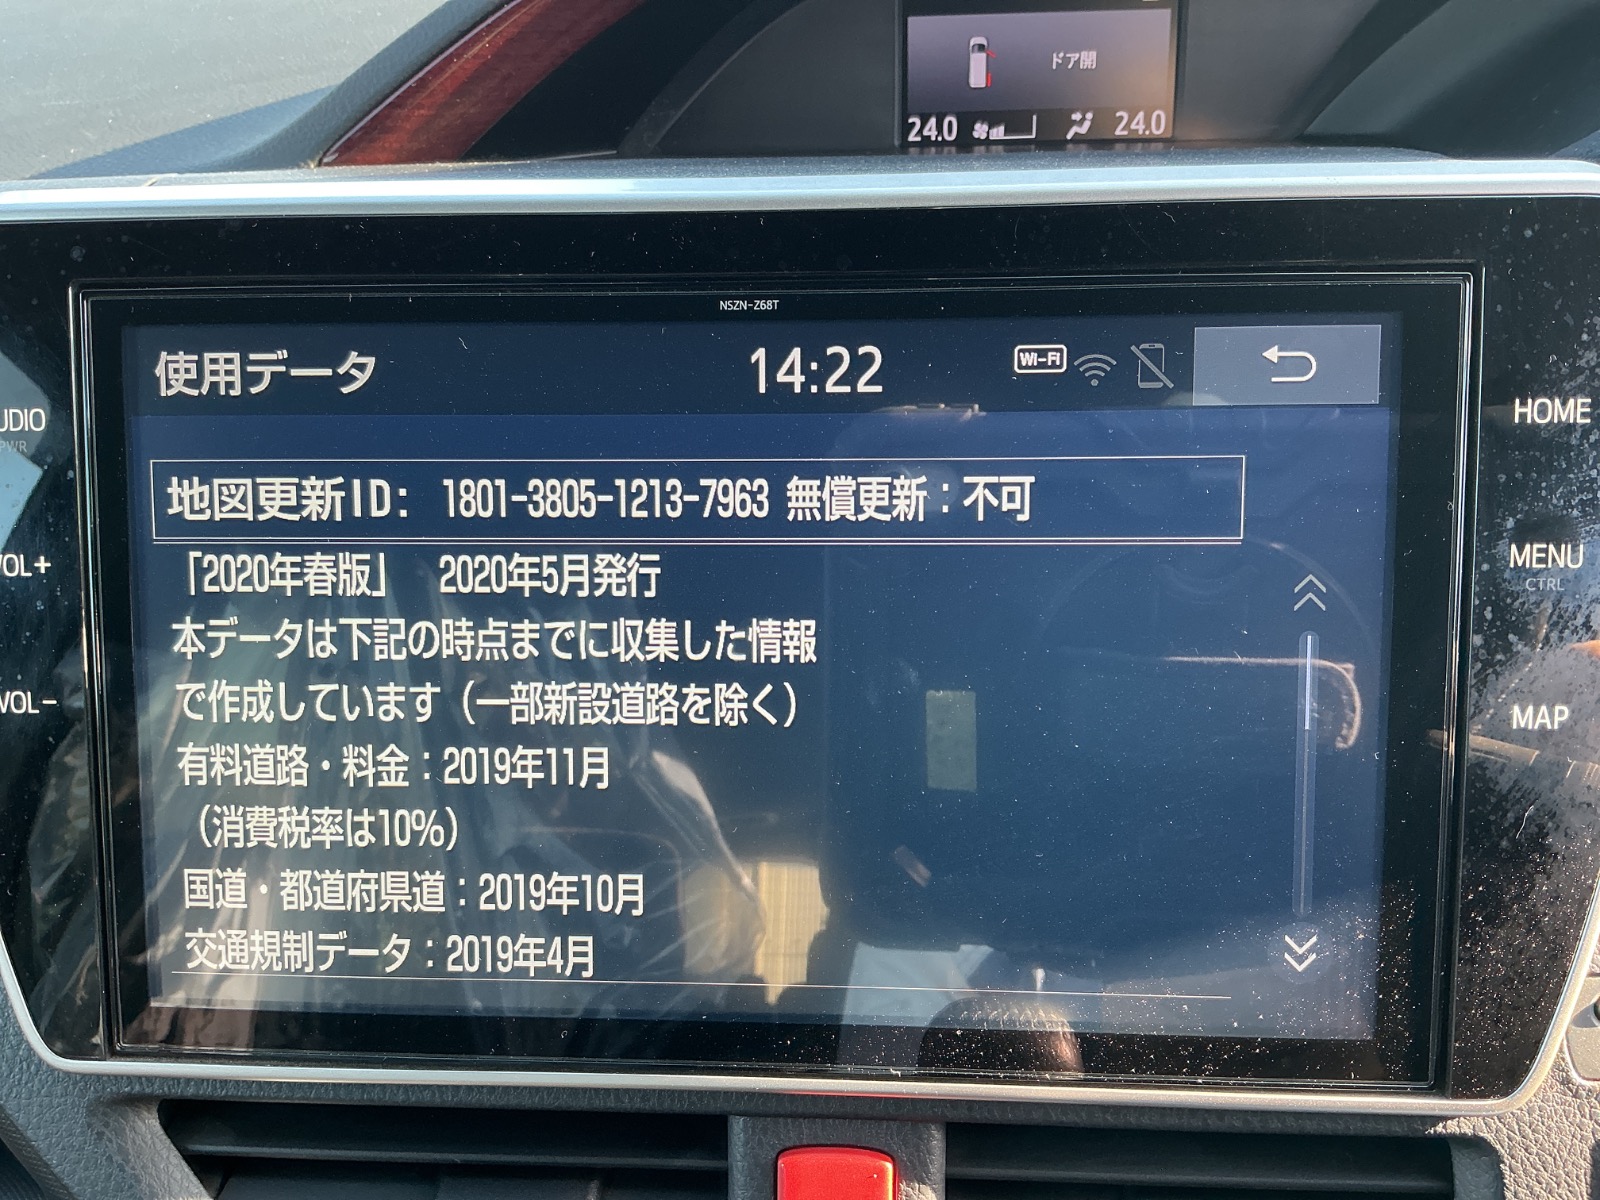 ドア開
24.0 24.0
NSZN-Z68T
使用データ 14:22 Wi-Fi
HOME
地図更新ID: 1801-3805-1213-7963 無償更新：不可
VOL+
「2020年春版」 2020年5月発行
MENU
CTRL
本データは下記の時点までに収集した情報
で作成しています（一部新設道路を除く）
VOL-
MAP
有料道路・料金：2019年11月
（消費税率は10%）
国道・都道府県道：2019年10月
交通規制データ：2019年4月